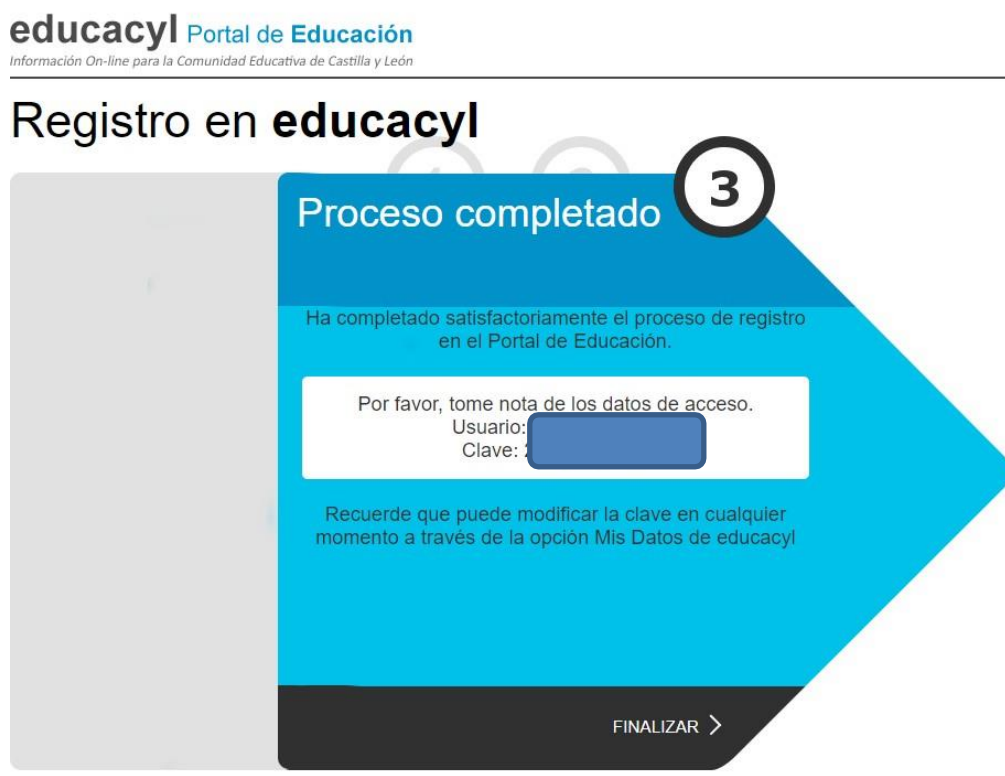 educacyl Portal de Educación
Información On-line para la Comunidad Educativa de Castilla y León
Registro en educacyl
3
Proceso completado
Ha completado satisfactoriamente el proceso de registro
en el Portal de Educación.
Por favor, tome nota de los datos de acceso.
Usuario:
Clave:
Recuerde que puede modificar la clave en cualquier
momento a través de la opción Mis Datos de educacyl
FINALIZAR